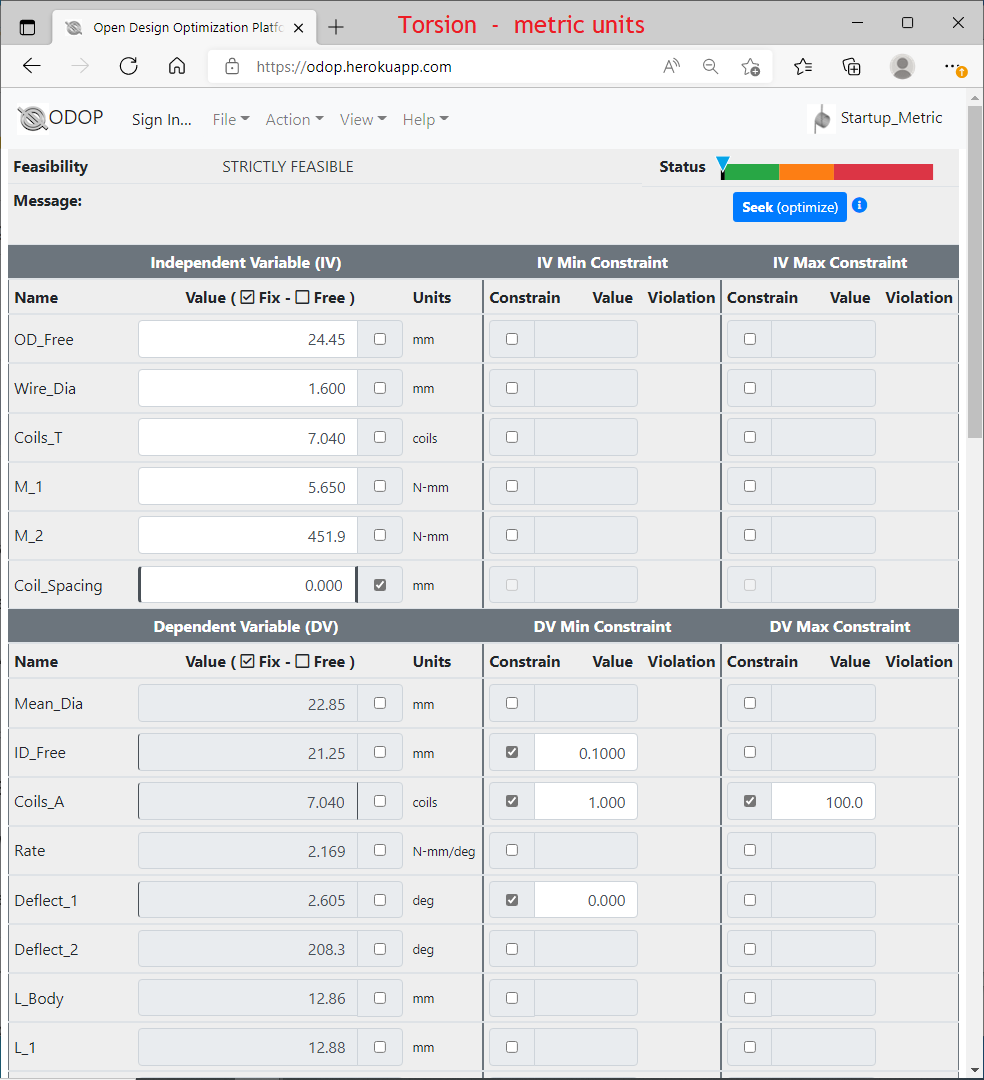 Torsion - metric units
Open Design Optimization Platfo
https://odop.herokuapp.com
ODOP Sign In... File Action View Help Startup_Metric
Feasibility STRICTLY FEASIBLE Status
Message:
Seek (optimize)
Independent Variable (IV) IV Min Constraint IV Max Constraint
Name Value ( Fix - Free ) Units Constrain Value Violation Constrain Value Violation
OD_Free 24.45 mm
Wire_Dia 1.600 mm
Coils_T 7.040 coils
M_1 5.650 N-mm
M_2 451.9 N-mm
Coil_Spacing 0.000 mm
Dependent Variable (DV) DV Min Constraint DV Max Constraint
Name Value ( Fix - Free ) Units Constrain Value Violation Constrain Value Violation
Mean_Dia 22.85 mm
ID_Free 21.25 mm 0.1000
Coils_A 7.040 coils 1.000 100.0
Rate 2.169 N-mm/deg
Deflect_1 2.605 deg 0.000
Deflect_2 208.3 deg
L_Body 12.86 mm
L_1 12.88 mm